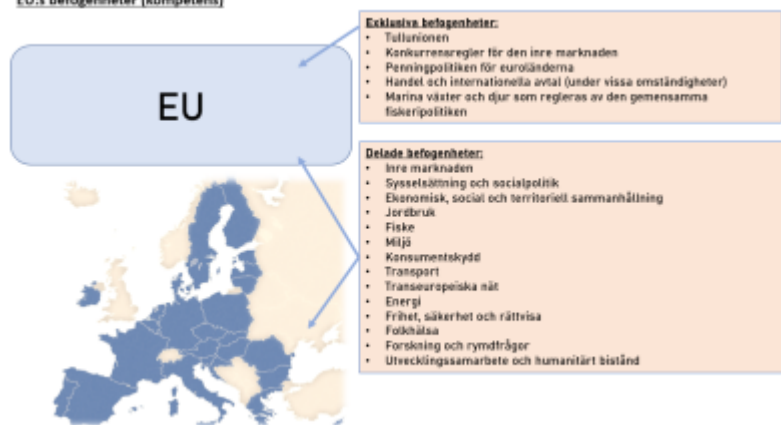 EU:s befogenheter (kompetens)
EU
Exklusiva befogenheter:
• Tullunionen
• Konkurrensregler för den inre marknaden
• Penningpolitiken för euroländerna
• Handel och internationella avtal (under vissa omständigheter)
• Marina växter och djur som regleras av den gemensamma
fiskeripolitiken
Delade befogenheter:
• Inre marknaden
• Sysselsättning och socialpolitik
• Ekonomisk, social och territoriell sammanhållning
• Jordbruk
• Fiske
• Miljö
• Konsumentskydd
• Transport
• Transeuropeiska nät
• Energi
• Frihet, säkerhet och rättvisa
• Folkhälsa
• Forskning och rymdfrågor
• Utvecklingssamarbete och humanitärt bistånd